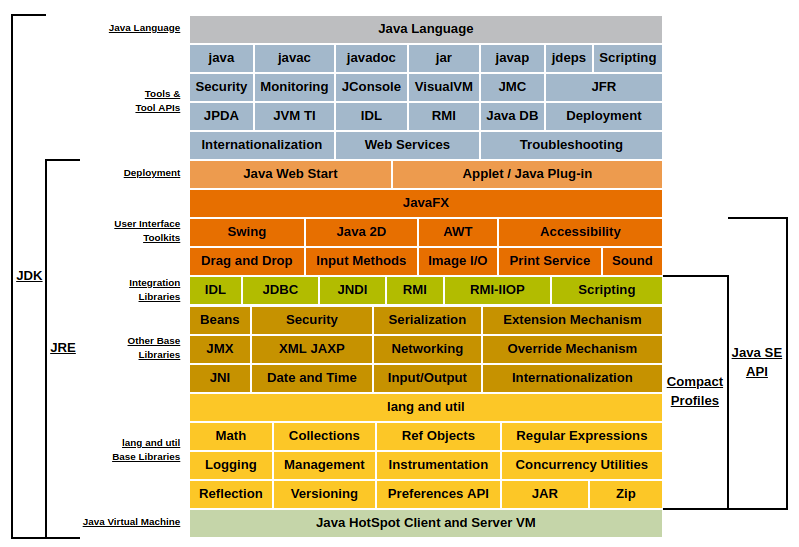 Java Language
Java Language
java javac javadoc jar javap jdeps Scripting
Security Monitoring JConsole VisualVM JMC JFR
Tools &
Tool APIs
JPDA JVM TI IDL RMI Java DB Deployment
Internationalization Web Services Troubleshooting
Deployment
Java Web Start Applet / Java Plug-in
JavaFX
User Interface
Toolkits
Swing Java 2D AWT Accessibility
Drag and Drop Input Methods Image I/O Print Service Sound
JDK
Integration
Libraries
IDL JDBC JNDI RMI RMI-IIOP Scripting
Beans Security Serialization Extension Mechanism
JRE
Other Base
Libraries
JMX XML JAXP Networking Override Mechanism
Java SE
API
JNI Date and Time Input/Output Internationalization
Compact
Profiles
lang and util
Math Collections Ref Objects Regular Expressions
lang and util
Base Libraries
Logging Management Instrumentation Concurrency Utilities
Reflection Versioning Preferences API JAR Zip
Java Virtual Machine
Java HotSpot Client and Server VM